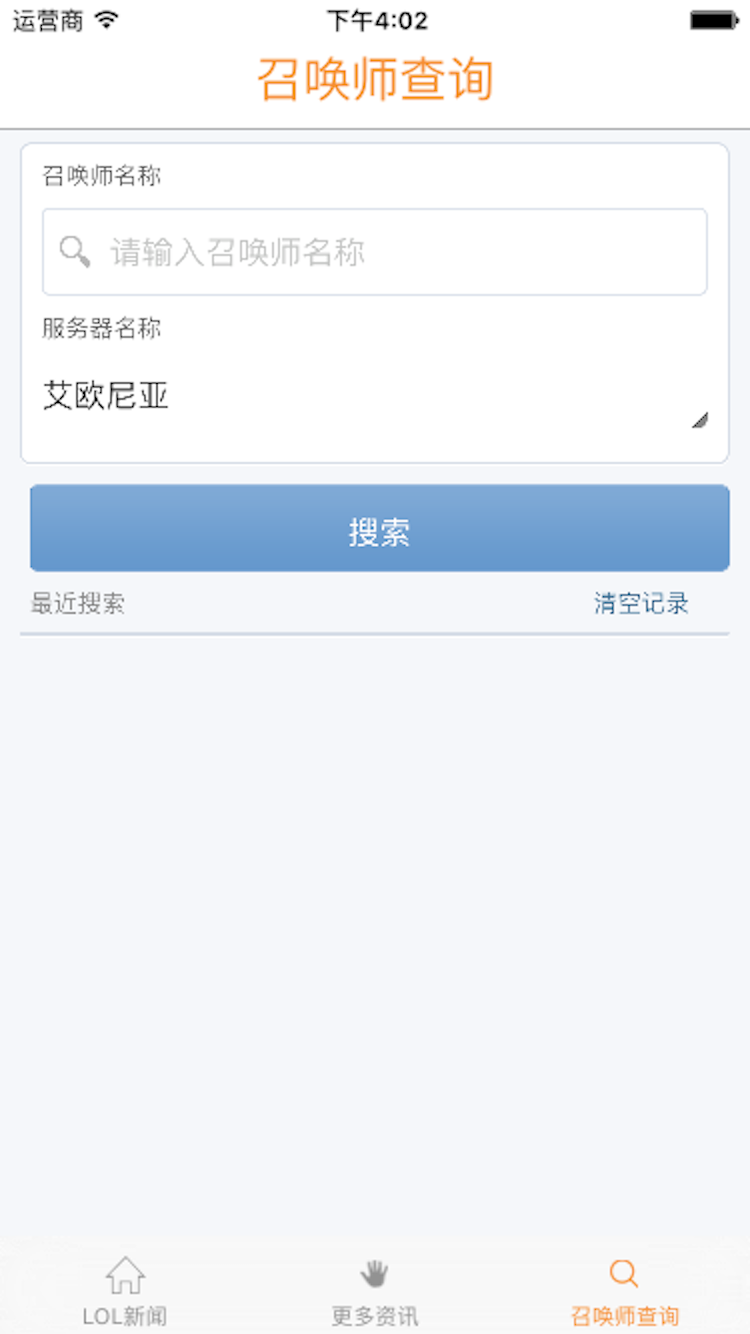 运营商 下午4:02
召唤师查询
召唤师名称
请输入召唤师名称
服务器名称
艾欧尼亚
搜索
最近搜索 清空记录
LOL新闻 更多资讯 召唤师查询